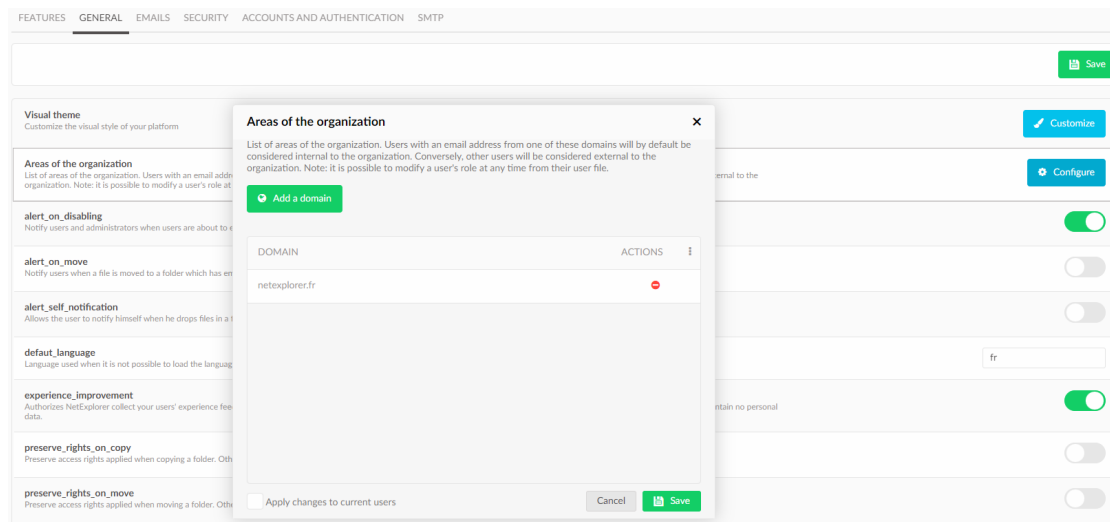 FEATURES GENERAL EMAILS SECURITY ACCOUNTS AND AUTHENTICATION SMTP
Save
Visual theme
Customize the visual style of your platform
Customize
Areas of the organization
List of areas of the organization. Users with an email addr
ernal to the
organization. Note: it is possible to modify a user's role at
Configure
alert_on_disabling
Notify users and administrators when users are about to e
alert_on_move
Notify users when a file is moved to a folder which has en
alert_self_notification
Allows the user to notify himself when he drops files in a
defaut_language
Language used when it is not possible to load the languag
fr
experience_improvement
Authorizes NetExplorer collect your users' experience fee
ntain no personal
data.
preserve_rights_on_copy
Preserve access rights applied when copying a folder. Oth
preserve_rights_on_move
Preserve access rights applied when moving a folder. Othe
Areas of the organization
List of areas of the organization. Users with an email address from one of these domains will by default be
considered internal to the organization. Conversely, other users will be considered external to the
organization. Note: it is possible to modify a user's role at any time from their user file.
Add a domain
DOMAIN ACTIONS
netexplorer.fr
Apply changes to current users
Cancel
Save